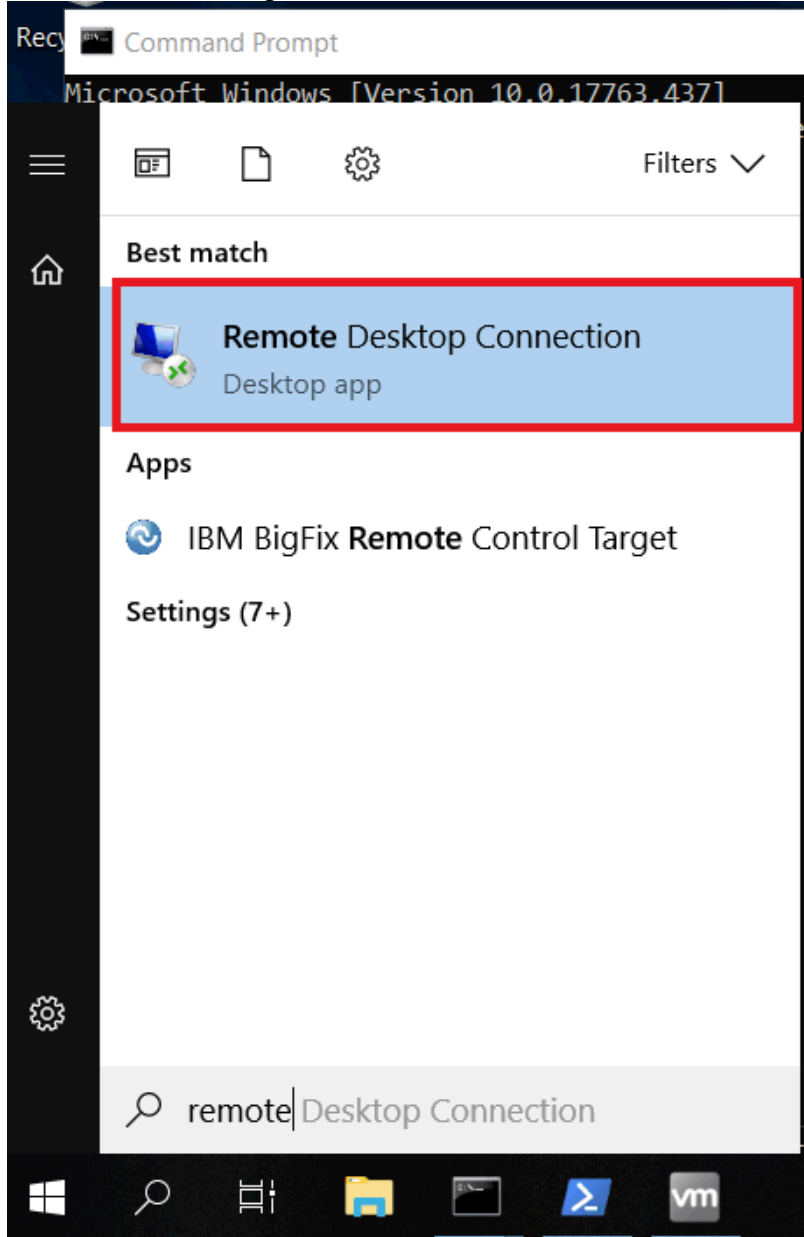 Recy
Command Prompt
Microsoft Windows [Version 10.0.17763.437]
Filters
Best match
Remote Desktop Connection
Desktop app
Apps
IBM BigFix Remote Control Target
Settings (7+)
remote Desktop Connection
vm